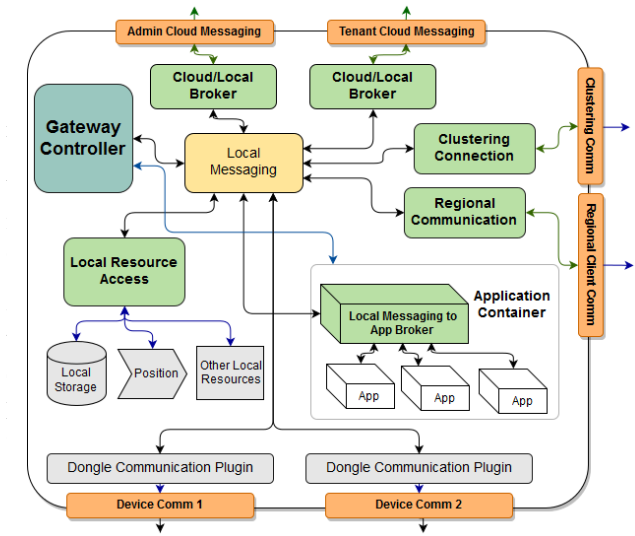 Admin Cloud Messaging
Tenant Cloud Messaging
Cloud/Local
Broker
Cloud/Local
Broker
Clustering Comm
Gateway
Controller
Local
Messaging
Clustering
Connection
Regional
Communication
Regional Client Comm
Local Resource
Access
Application
Container
Local Messaging to
App Broker
Local
Storage
Position
Other Local
Resources
App
App
App
Dongle Communication Plugin
Dongle Communication Plugin
Device Comm 1
Device Comm 2